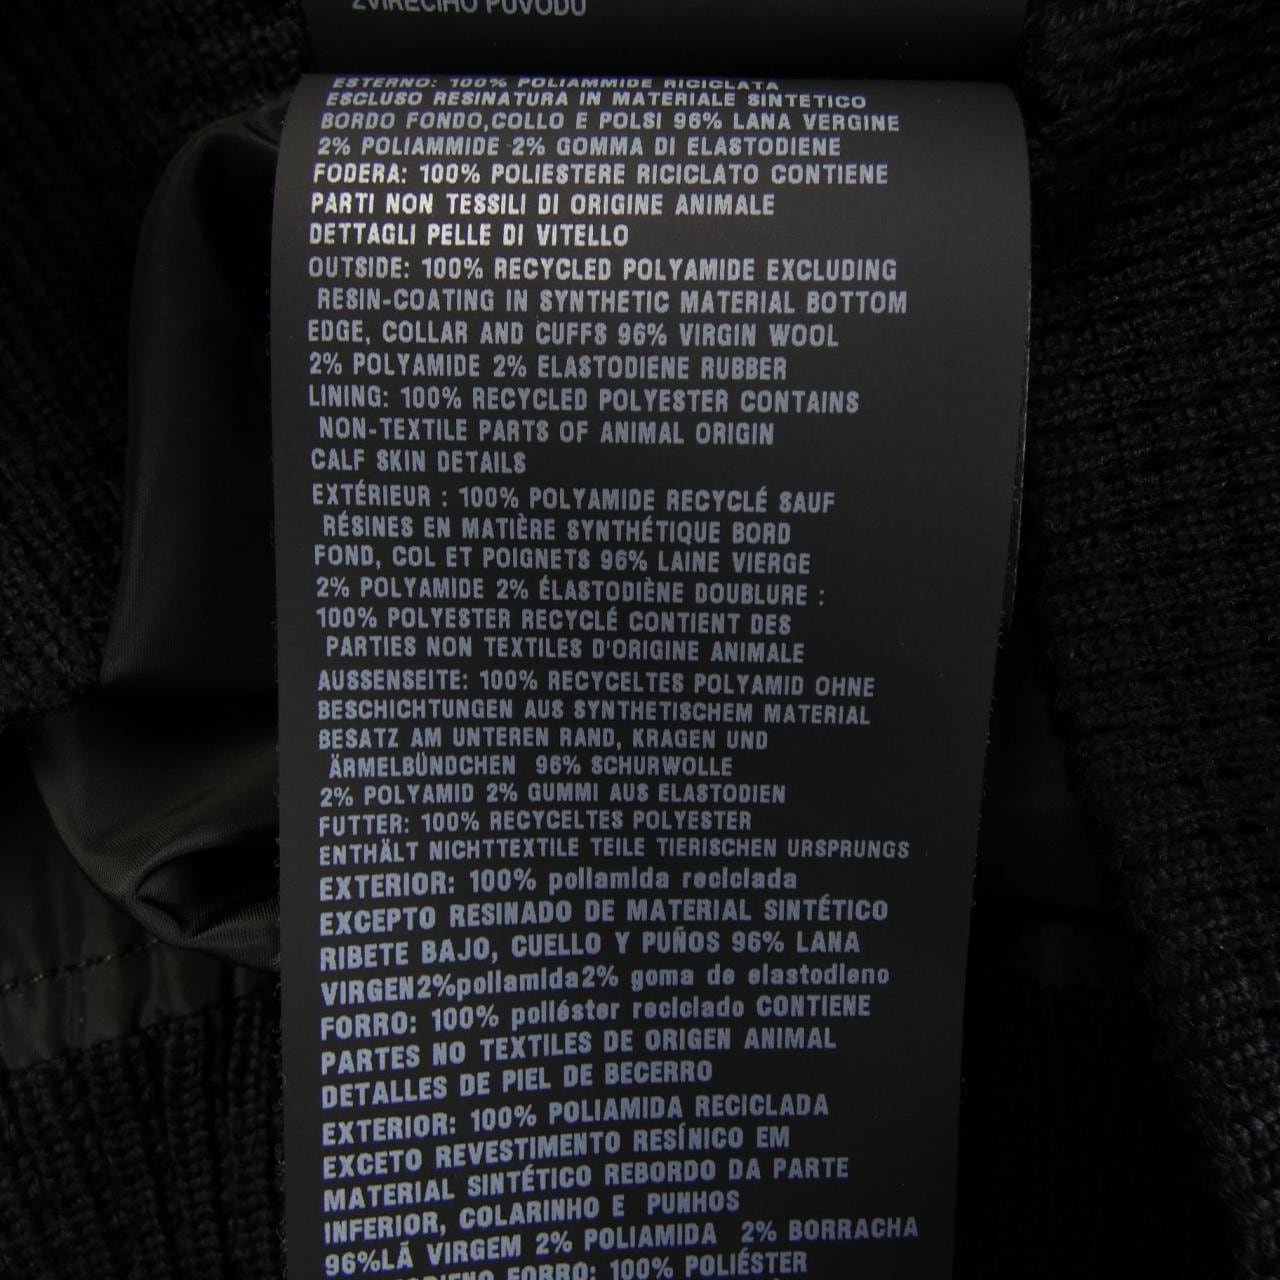 ZVÍŘECÍHO PŮVODU
ESTERNO: 100% POLIAMMIDE RICICLATA
ESCLUSO RESINATURA IN MATERIALE SINTETICO
BORDO FONDO,COLLO E POLSI 96% LANA VERGINE
2% POLIAMMIDE 2% GOMMA DI ELASTODIENE
FODERA: 100% POLIESTERE RICICLATO CONTIENE
PARTI NON TESSILI DI ORIGINE ANIMALE
DETTAGLI PELLE DI VITELLO
OUTSIDE: 100% RECYCLED POLYAMIDE EXCLUDING
RESIN-COATING IN SYNTHETIC MATERIAL BOTTOM
EDGE, COLLAR AND CUFFS 96% VIRGIN WOOL
2% POLYAMIDE 2% ELASTODIENE RUBBER
LINING: 100% RECYCLED POLYESTER CONTAINS
NON-TEXTILE PARTS OF ANIMAL ORIGIN
CALF SKIN DETAILS
EXTÉRIEUR : 100% POLYAMIDE RECYCLÉ SAUF
RÉSINES EN MATIÈRE SYNTHÉTIQUE BORD
FOND, COL ET POIGNETS 96% LAINE VIERGE
2% POLYAMIDE 2% ÉLASTODIÈNE DOUBLURE :
100% POLYESTER RECYCLÉ CONTIENT DES
PARTIES NON TEXTILES D'ORIGINE ANIMALE
AUSSENSEITE: 100% RECYCELTES POLYAMID OHNE
BESCHICHTUNGEN AUS SYNTHETISCHEM MATERIAL
BESATZ AM UNTEREN RAND, KRAGEN UND
ÄRMELBÜNDCHEN 96% SCHURWOLLE
2% POLYAMID 2% GUMMI AUS ELASTODIEN
FUTTER: 100% RECYCELTES POLYESTER
ENTHÄLT NICHTTEXTILE TEILE TIERISCHEN URSPRUNGS
EXTERIOR: 100% poliamida reciclada
EXCEPTO RESINADO DE MATERIAL SINTÉTICO
RIBETE BAJO, CUELLO Y PUÑOS 96% LANA
VIRGEN2%poliamida2% goma de elastodieno
FORRO: 100% poliéster reciclado CONTIENE
PARTES NO TEXTILES DE ORIGEN ANIMAL
DETALLES DE PIEL DE BECERRO
EXTERIOR: 100% POLIAMIDA RECICLADA
EXCETO REVESTIMENTO RESÍNICO EM
MATERIAL SINTÉTICO REBORDO DA PARTE
INFERIOR, COLARINHO E PUNHOS
96%LÃ VIRGEM 2% POLIAMIDA 2% BORRACHA
FORRO: 100% POLIÉSTER